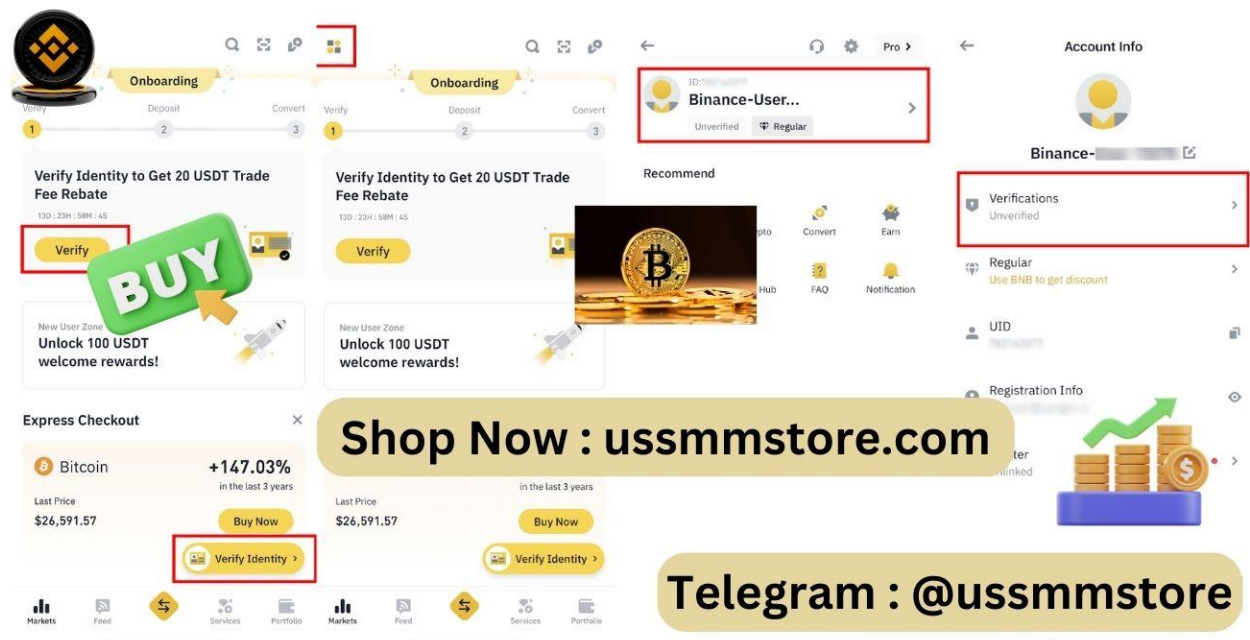 Onboarding
Verify
Deposit
Convert
1
2
3
Verify Identity to Get 20 USDT Trade
Fee Rebate
13D : 23H : 58M : 45
Verify
BUY
New User Zone
Unlock 100 USDT
welcome rewards!
Express Checkout
Bitcoin
+147.03%
in the last 3 years
Last Price
$26,591.57
Buy Now
Verify Identity
Markets
Feed
Services
Portfolio
Onboarding
Verify
Deposit
Convert
1
2
3
Verify Identity to Get 20 USDT Trade
Fee Rebate
13D : 23H : 58M : 45
Verify
New User Zone
Unlock 100 USDT
welcome rewards!
in the last 3 years
Last Price
$26,591.57
Buy Now
Verify Identity
Markets
Feed
Services
Portfolio
Pro
ID:
Binance-User...
Unverified
Regular
Recommend
Convert
Earn
Hub
FAQ
Notification
Account Info
Binance-
Verifications
Unverified
Regular
Use BNB to get discount
UID
Registration Info
Shop Now : ussmmstore.com
Telegram : @ussmmstore